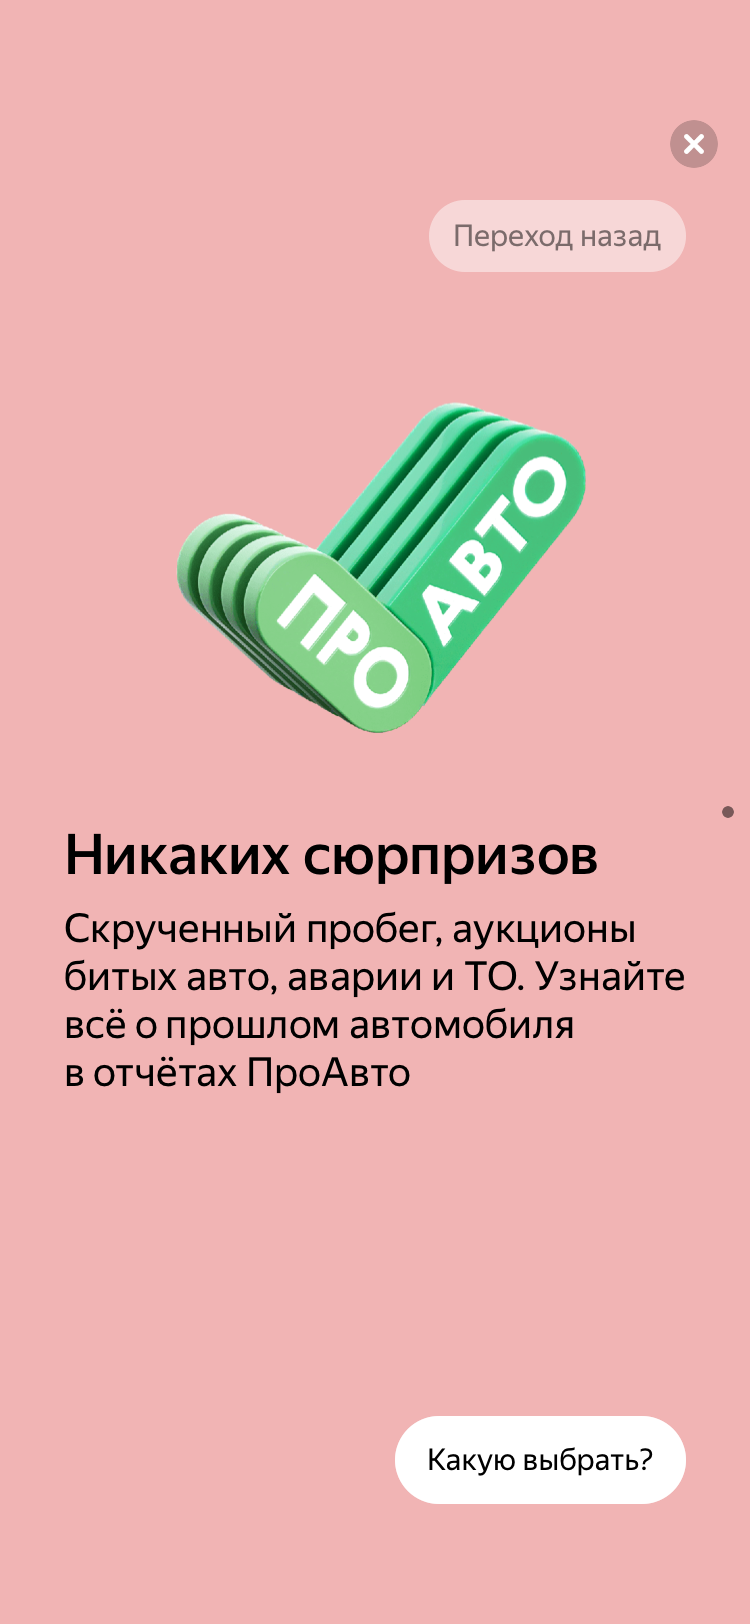 Переход назад
ПРО
АВТО
Никаких сюрпризов
Скрученный пробег, аукционы
битых авто, аварии и ТО. Узнайте
всё о прошлом автомобиля
в отчётах ПроАвто
Какую выбрать?